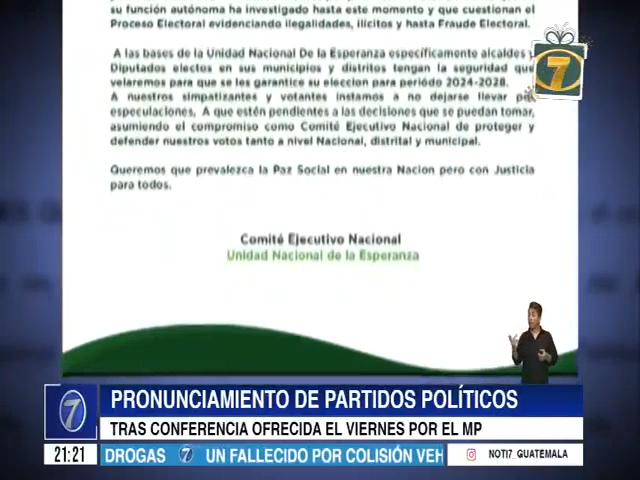 su función autónoma ha investigado hasta este momento y que cuestionan el
Proceso Electoral evidenciando ilegalidades, ilícitos y hasta Fraude Electoral.
A las bases de la Unidad Nacional De la Esperanza específicamente alcaldes y
Diputados electos en sus municipios y distritos tengan la seguridad que
velaremos para que se les garantice su eleccion para periódo 2024-2028.
A nuestros simpatizantes y votantes instamos a no dejarse llevar por
especulaciones, A que estén pendientes a las decisiones que se puedan tomar,
asumiendo el compromiso como Comité Ejecutivo Nacional de proteger y
defender nuestros votos tanto a nivel Nacional, distrital y municipal.
Queremos que prevalezca la Paz Social en nuestra Nacion pero con Justicia
para todos.
Comité Ejecutivo Nacional
Unidad Nacional de la Esperanza
7
7
PRONUNCIAMIENTO DE PARTIDOS POLÍTICOS
TRAS CONFERENCIA OFRECIDA EL VIERNES POR EL MP
21:21 DROGAS 7 UN FALLECIDO POR COLISIÓN VEH NOTI7_GUATEMALA